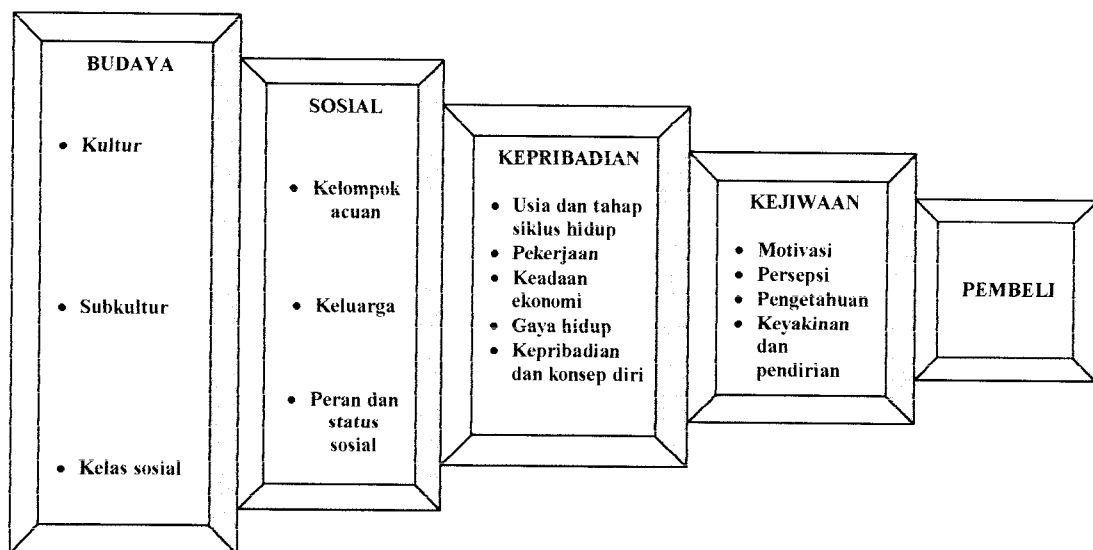 BUDAYA
• Kultur
• Subkultur
• Kelas sosial
SOSIAL
• Kelompok
acuan
• Keluarga
• Peran dan
status
sosial
KEPRIBADIAN
• Usia dan tahap
siklus hidup
• Pekerjaan
• Keadaan
ekonomi
• Gaya hidup
• Kepribadian
dan konsep diri
KEJIWAAN
• Motivasi
• Persepsi
• Pengetahuan
• Keyakinan
dan
pendirian
PEMBELI